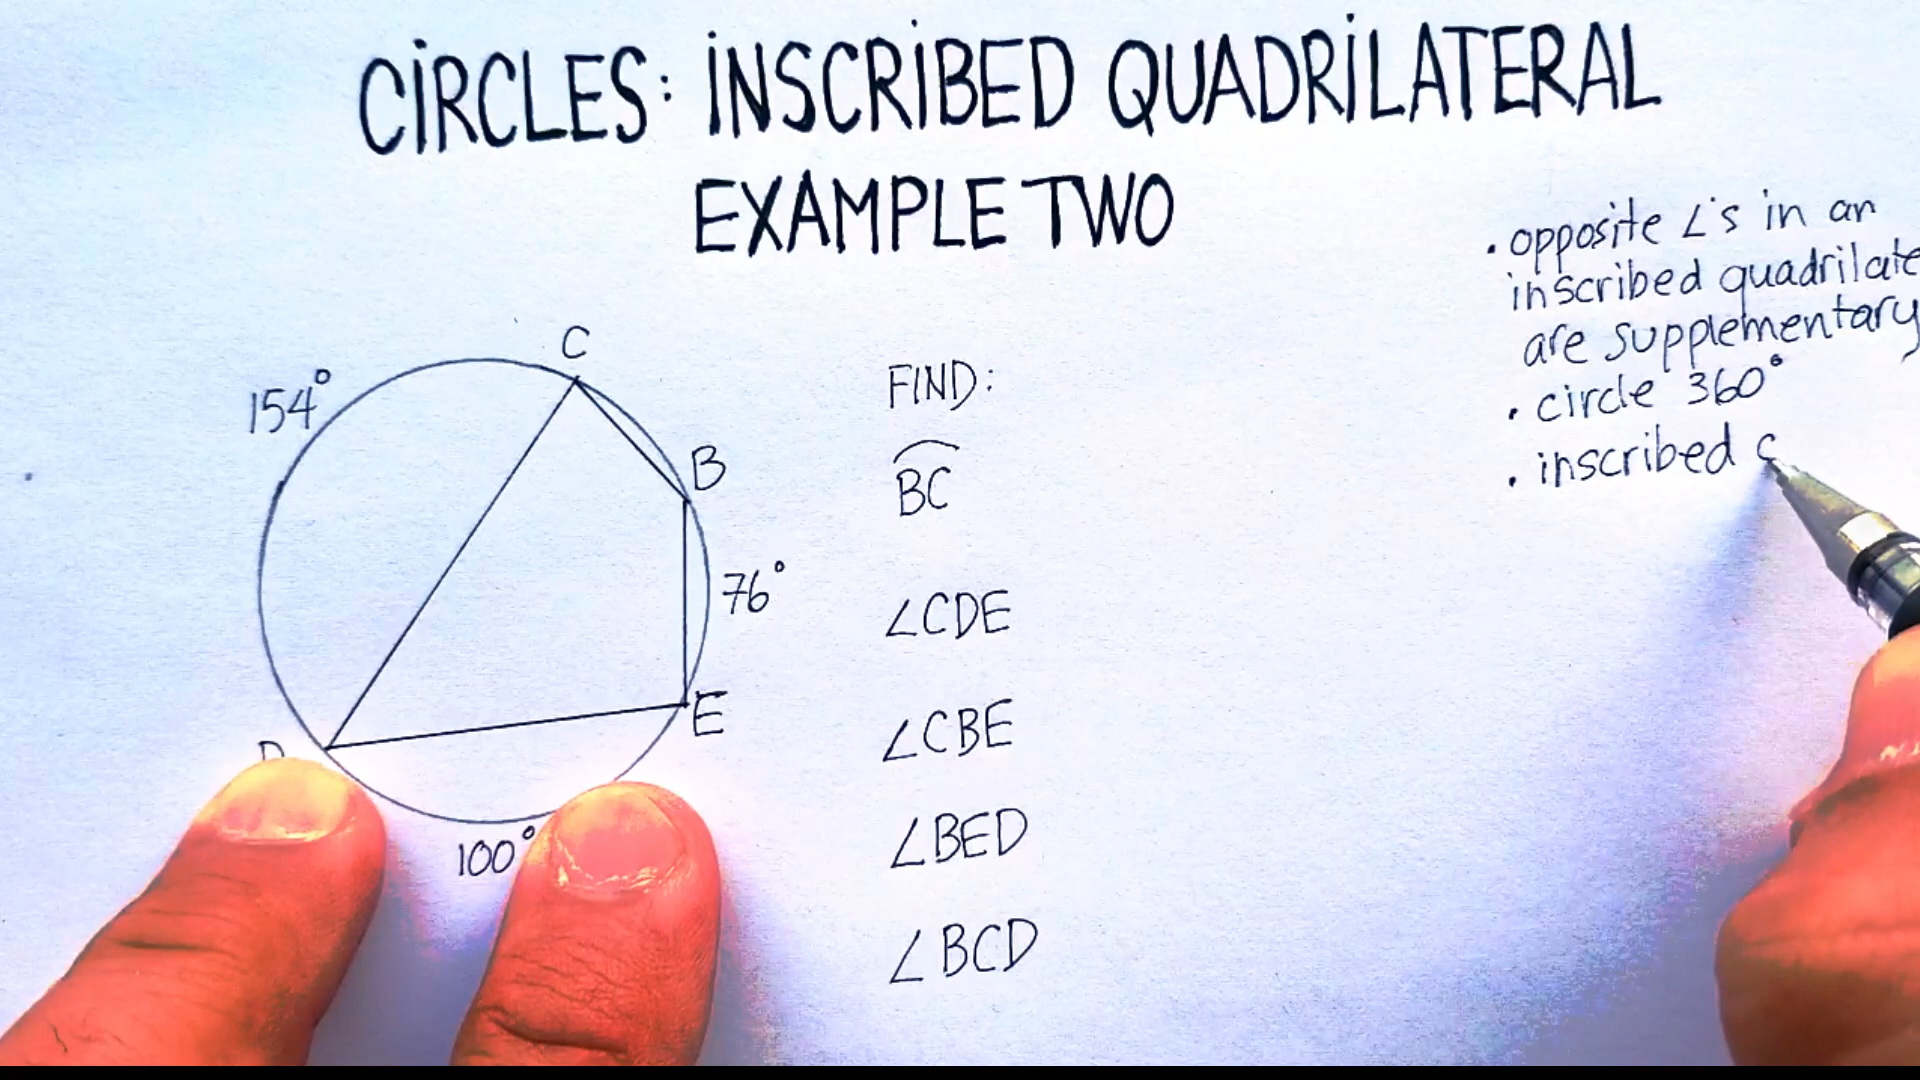 CIRCLES: INSCRIBED QUADRILATERAL
EXAMPLE TWO
. opposite ∠'s in an
inscribed quadrilate
are supplementary
. circle 360°
. inscribed
C
154°
B
76°
E
D
100°
FIND:
BC
∠CDE
∠CBE
∠BED
∠BCD